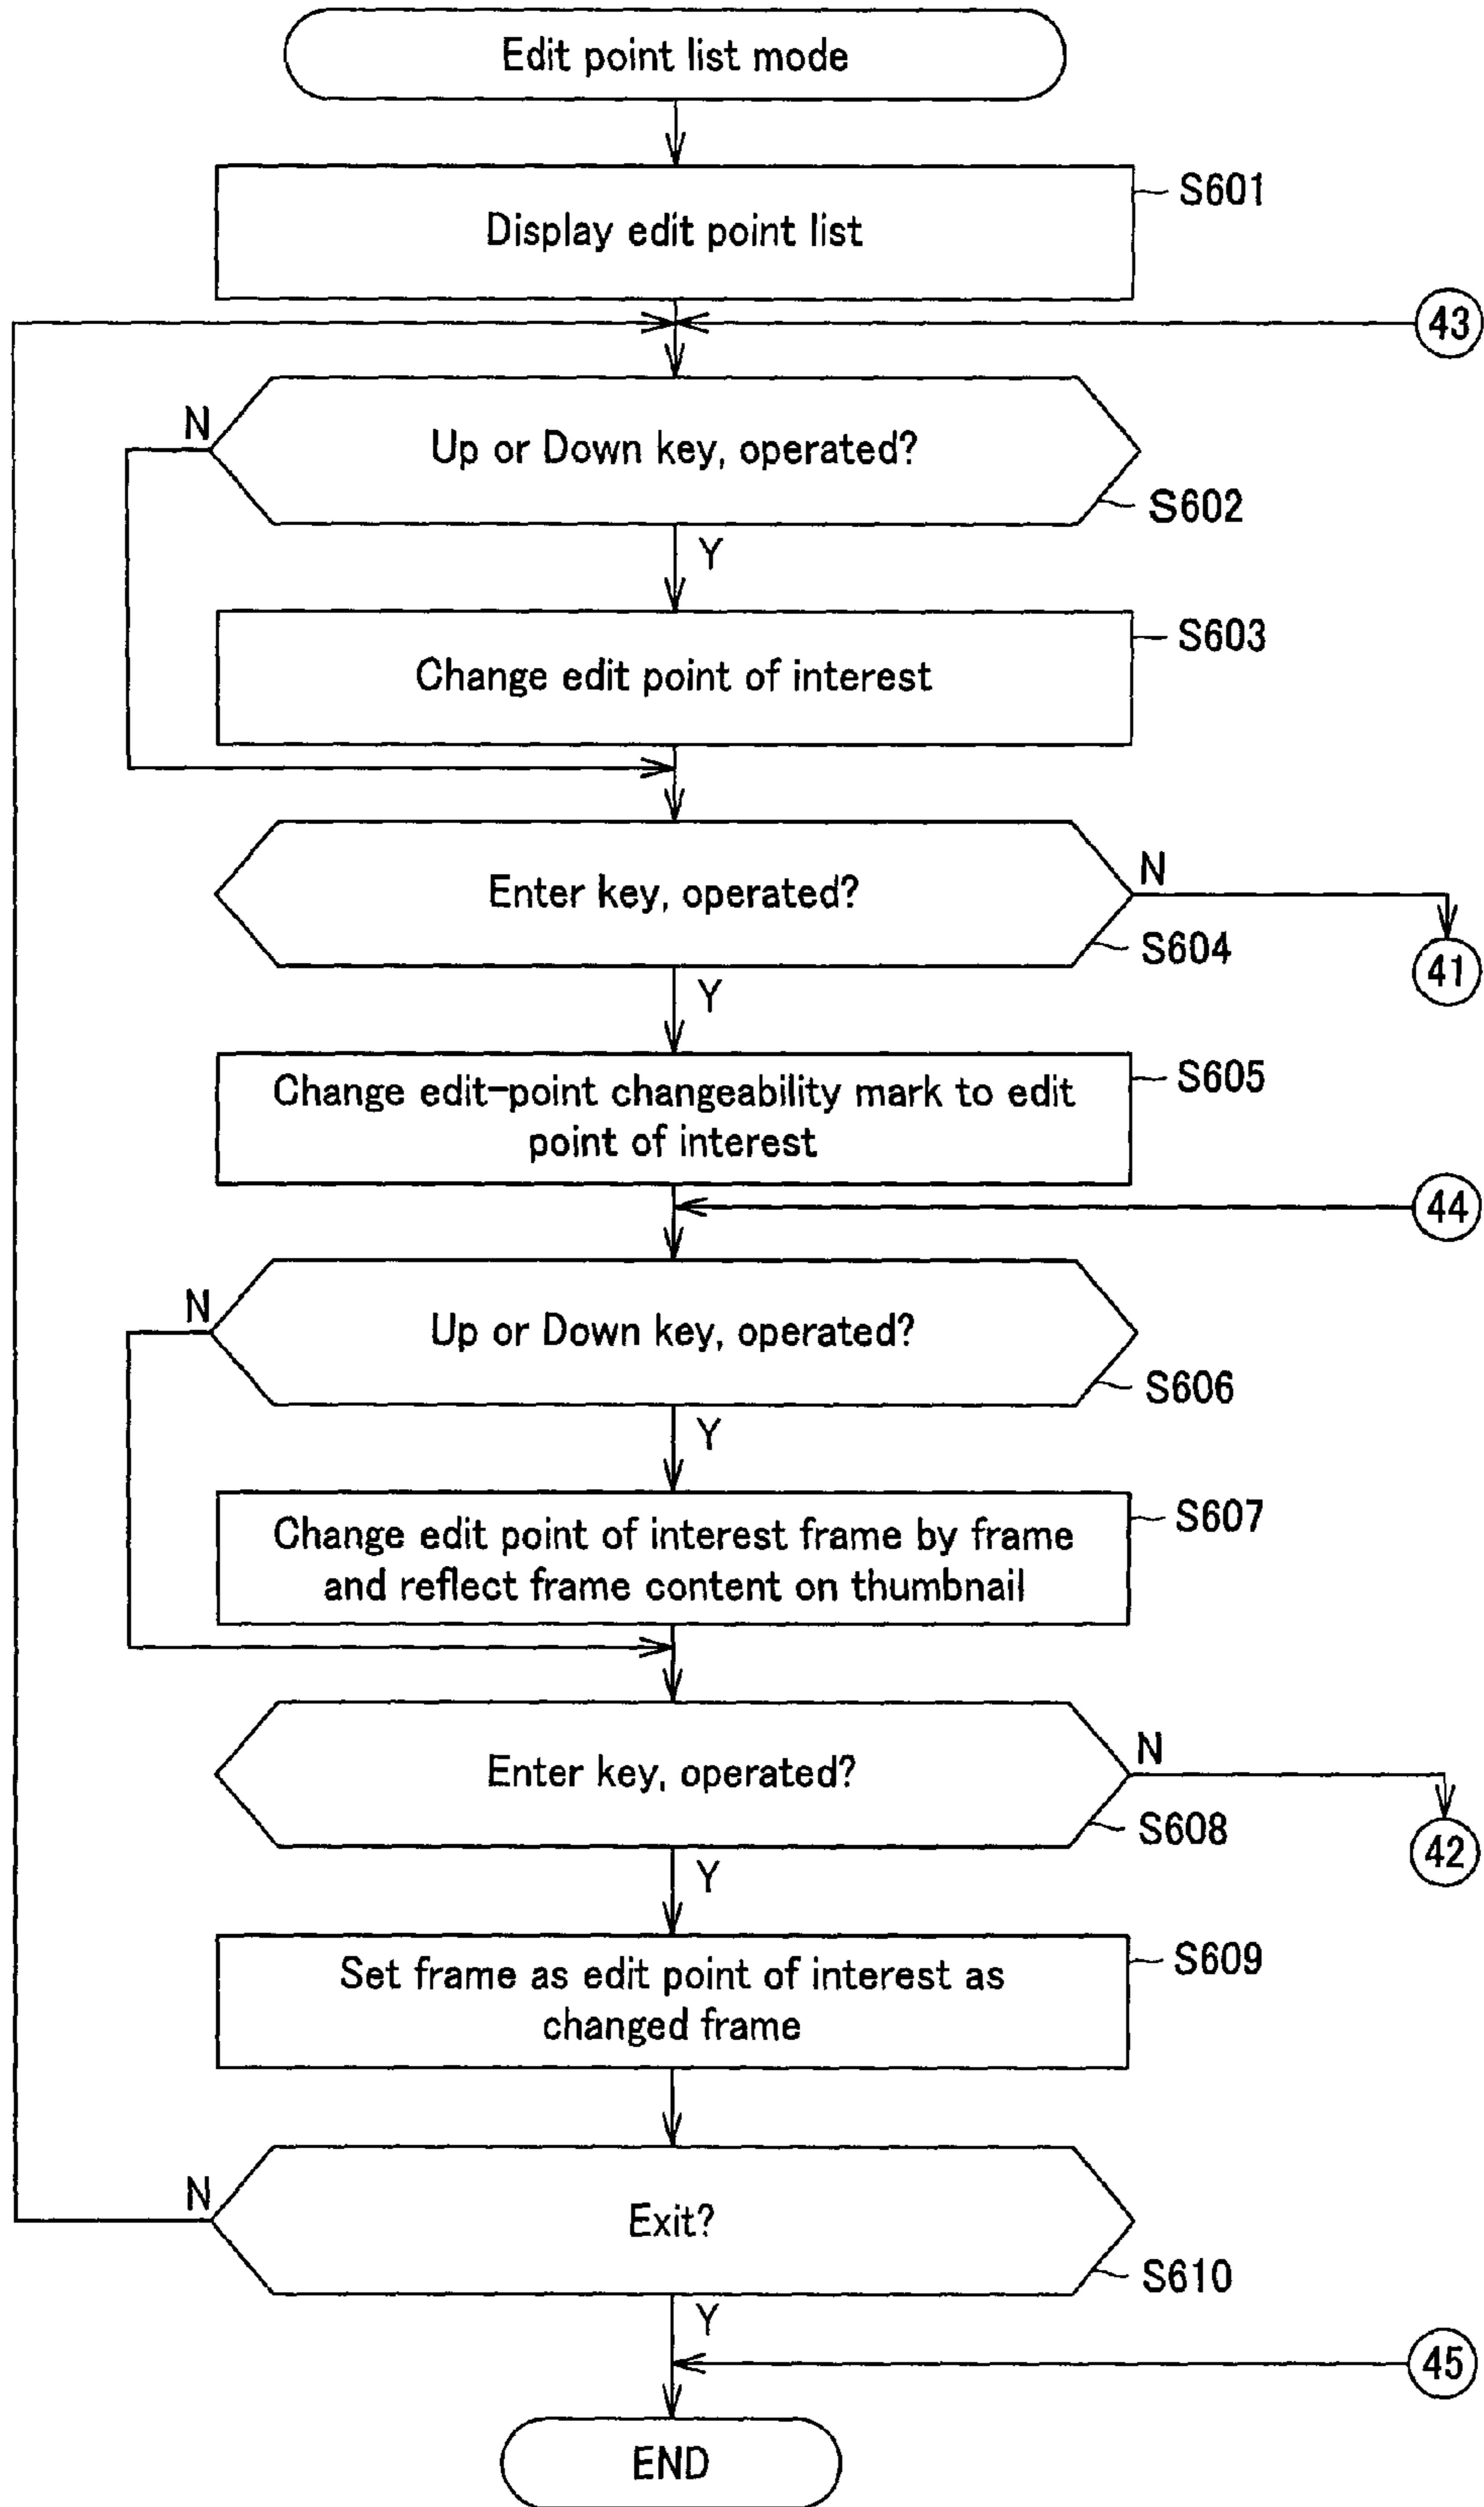 Edit point list mode
S601
Display edit point list
43
N
Up or Down key, operated?
S602
Y
S603
Change edit point of interest
N
Enter key, operated?
S604
41
Y
S605
Change edit-point changeability mark to edit
point of interest
44
N
Up or Down key, operated?
S606
Y
S607
Change edit point of interest frame by frame
and reflect frame content on thumbnail
N
Enter key, operated?
S608
42
Y
S609
Set frame as edit point of interest as
changed frame
N
Exit?
S610
Y
45
END